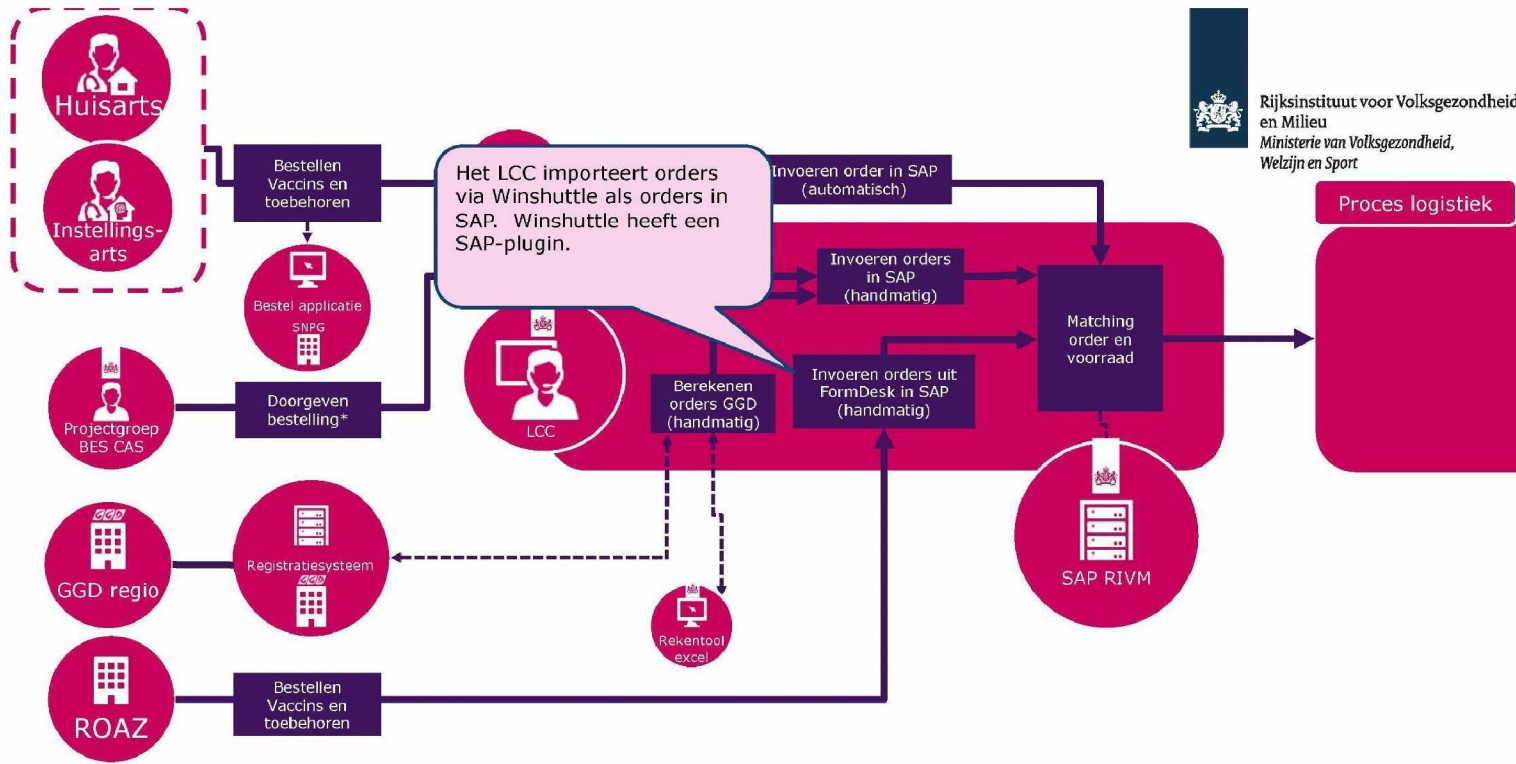 Huisarts
Instellings-
arts
Bestellen
Vaccins en
toebehoren
Bestel applicatie
SNPG
Het LCC importeert orders
via Winshuttle als orders in
SAP. Winshuttle heeft een
SAP-plugin.
Invoeren order in SAP
(automatisch)
Rijksinstituut voor Volksgezondheid
en Milieu
Ministerie van Volksgezondheid,
Welzijn en Sport
Proces logistiek
Invoeren orders
in SAP
(handmatig)
Matching
order en
voorraad
Projectgroep
BES CAS
Doorgeven
bestelling*
LCC
Berekenen
orders GGD
(handmatig)
Invoeren orders uit
FormDesk in SAP
(handmatig)
GGD
GGD regio
Registratiesysteem
GGD
Rekentool
excel
SAP RIVM
ROAZ
Bestellen
Vaccins en
toebehoren